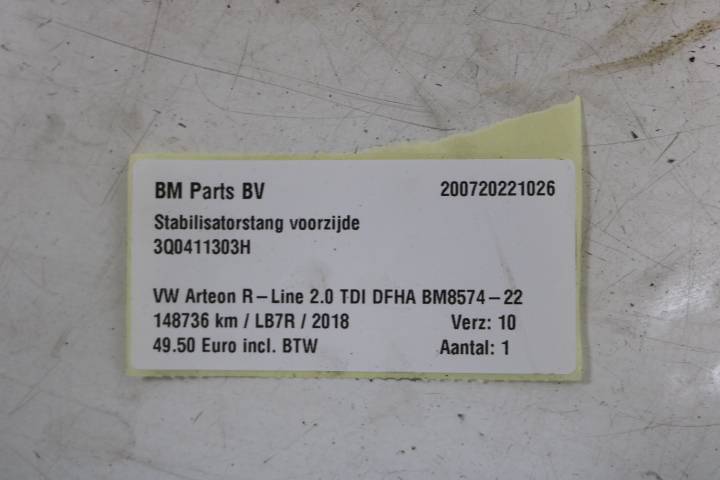 BM Parts BV 200720221026
Stabilisatorstang voorzijde
3Q0411303H
VW Arteon R-Line 2.0 TDI DFHA BM8574-22
148736 km / LB7R / 2018 Verz: 10
49.50 Euro incl. BTW Aantal: 1